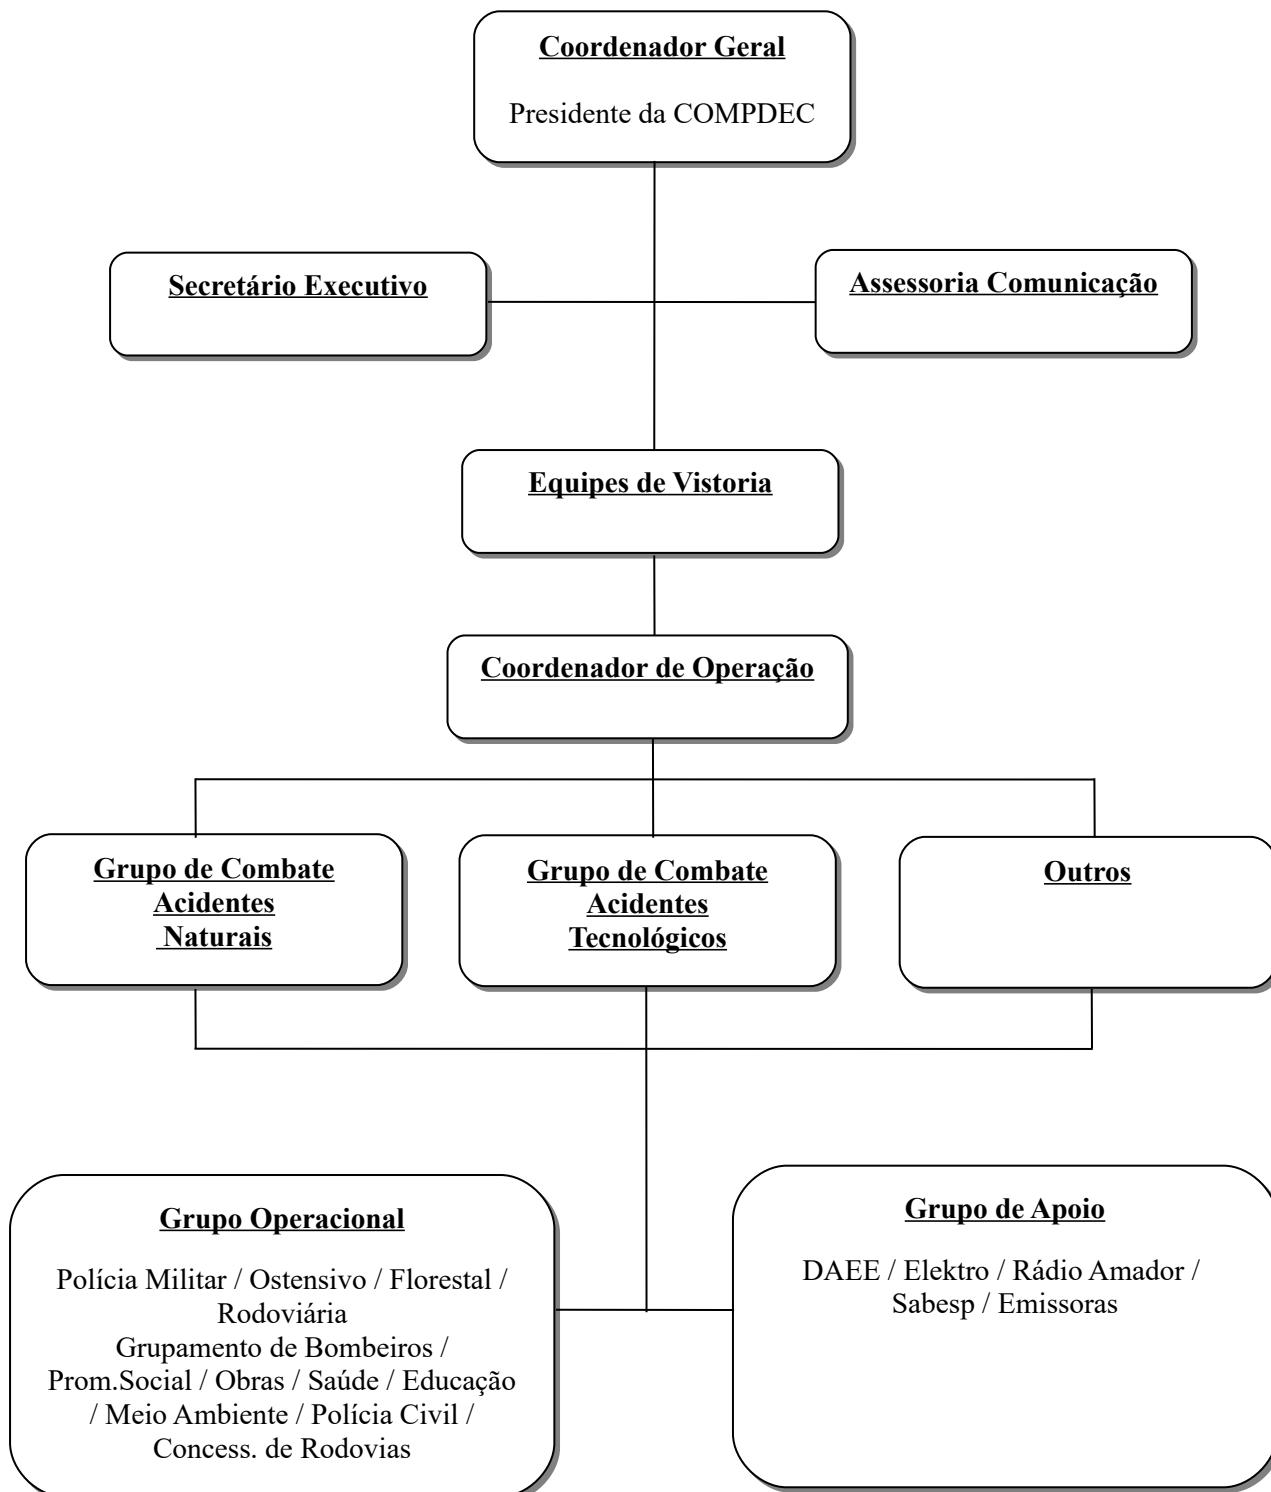 Coordenador Geral
Presidente da COMPDEC
Secretário Executivo
Assessoria Comunicação
Equipes de Vistoria
Coordenador de Operação
Grupo de Combate
Acidentes
Naturais
Grupo de Combate
Acidentes
Tecnológicos
Outros
Grupo Operacional
Polícia Militar / Ostensivo / Florestal /
Rodoviária
Grupamento de Bombeiros /
Prom.Social / Obras / Saúde / Educação
/ Meio Ambiente / Polícia Civil /
Concess. de Rodovias
Grupo de Apoio
DAEE / Elektro / Rádio Amador /
Sabesp / Emissoras